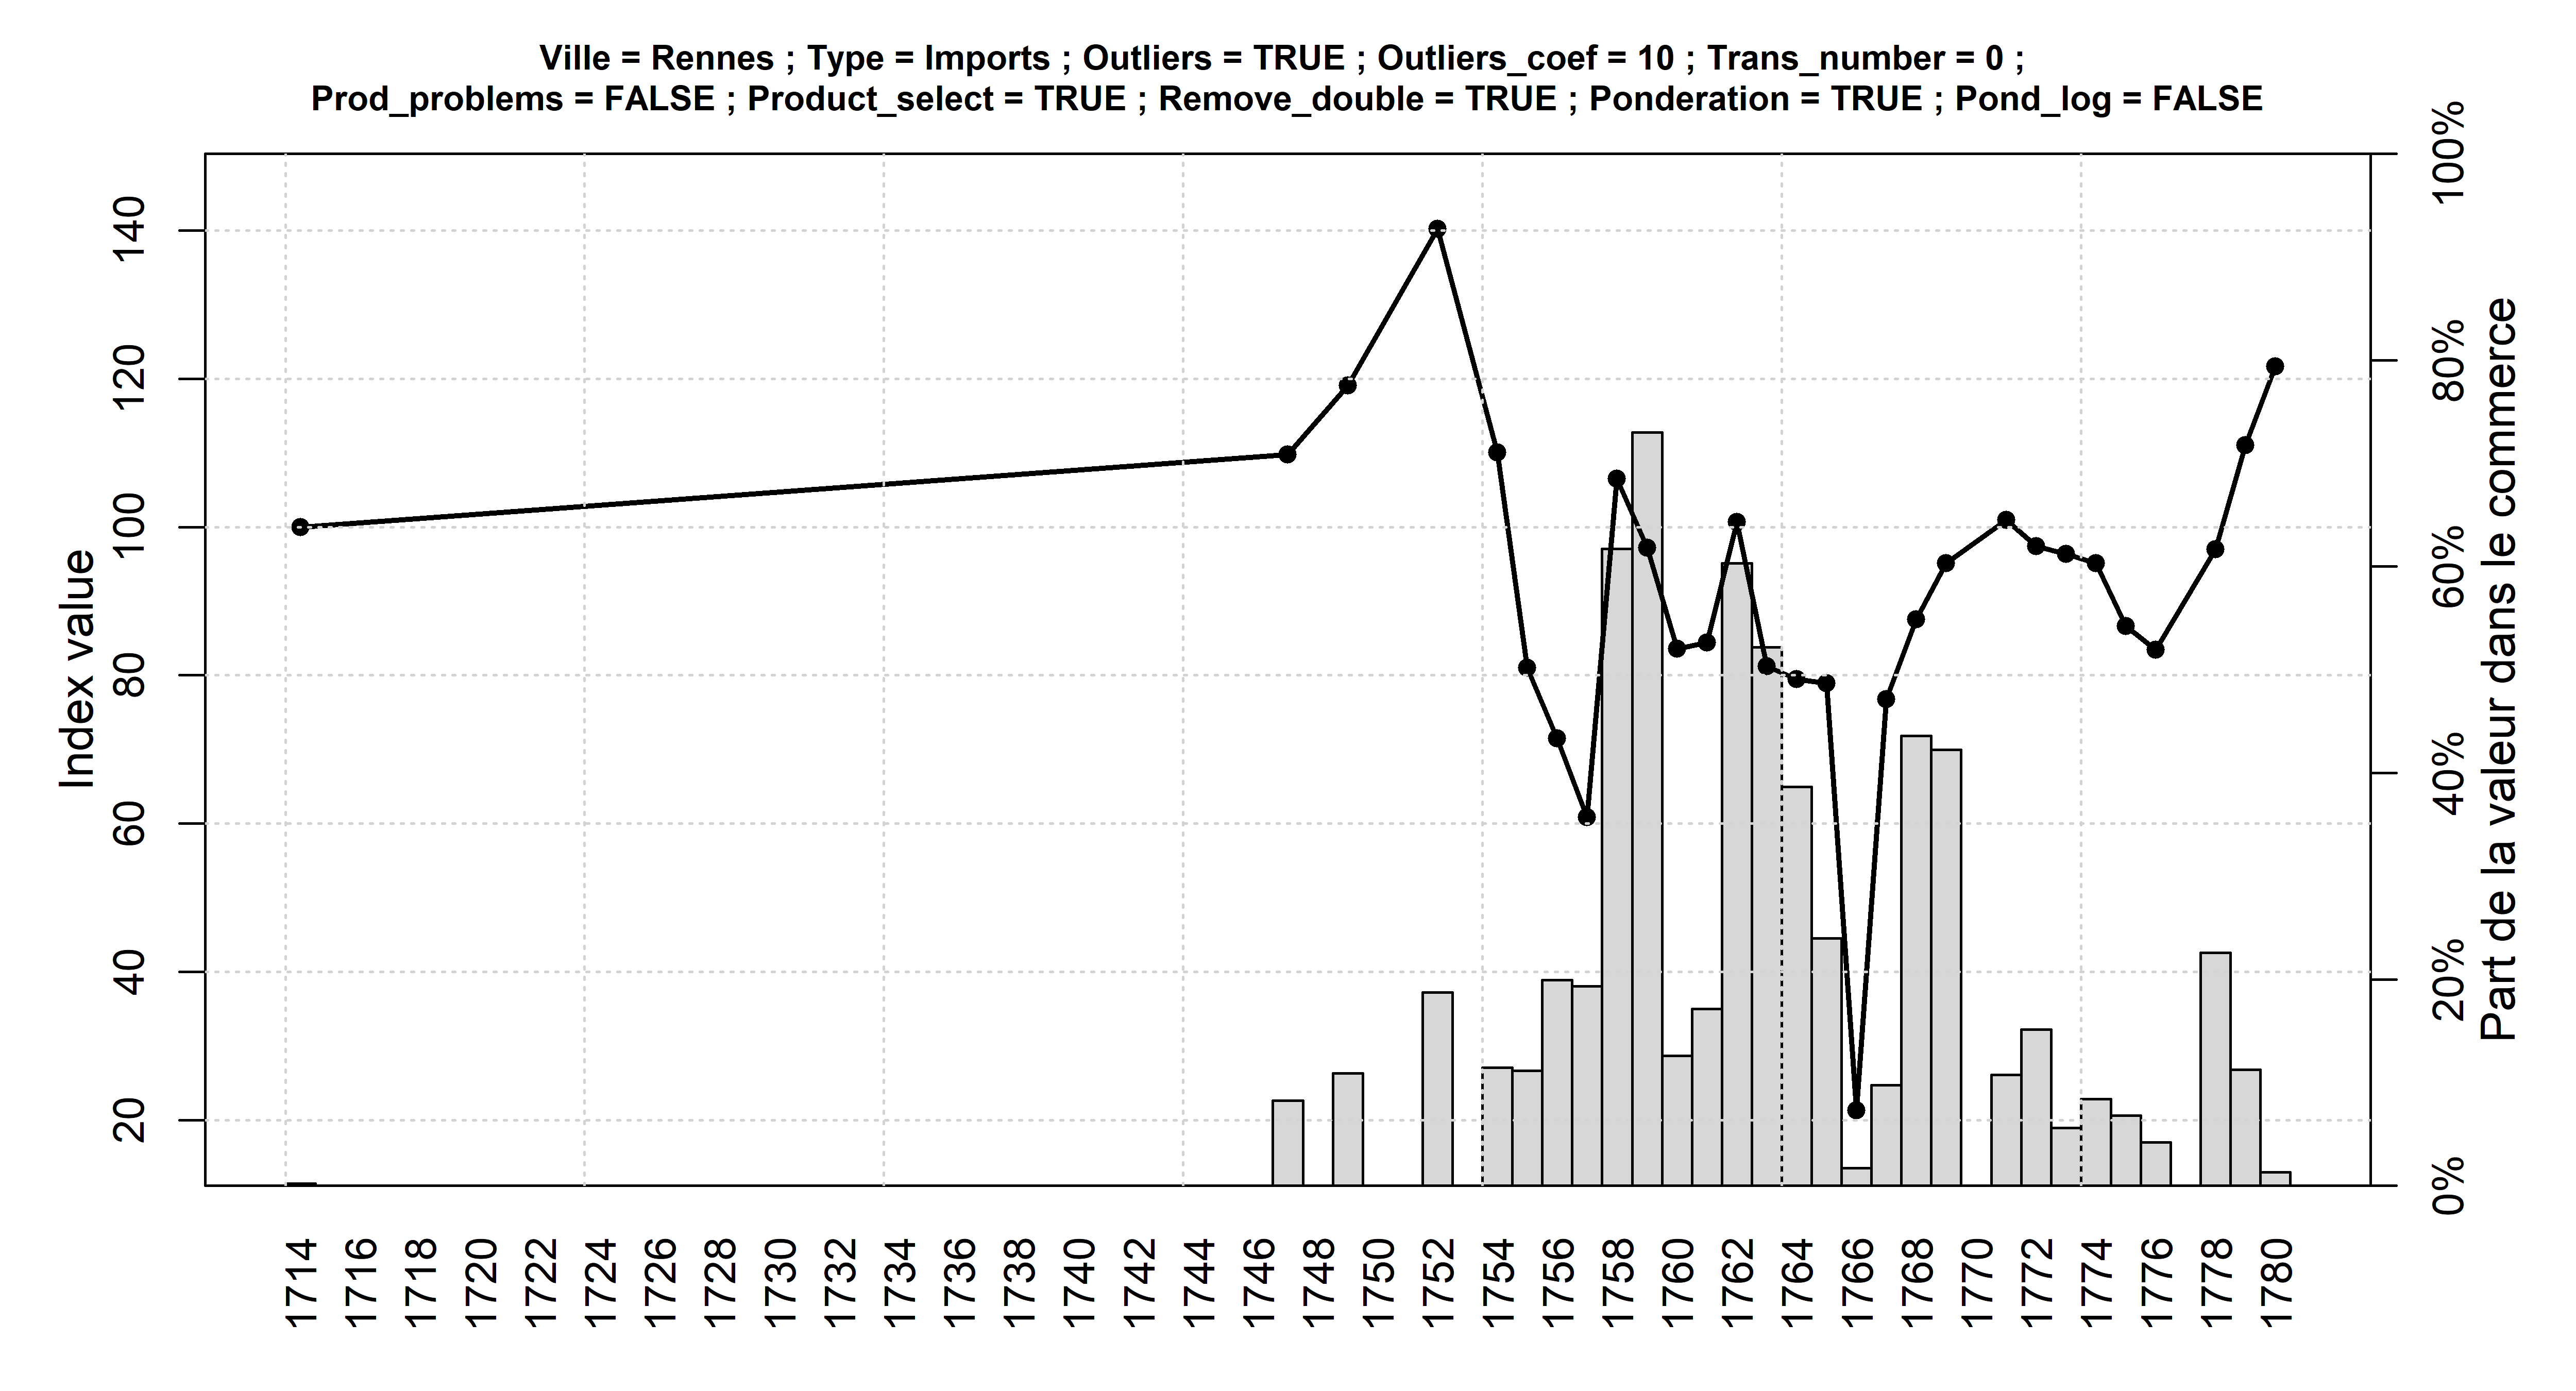 Ville = Rennes ; Type = Imports ; Outliers = TRUE ; Outliers_coef = 10 ; Trans_number = 0 ;
Prod_problems = FALSE ; Product_select = TRUE ; Remove_double = TRUE ; Ponderation = TRUE ; Pond_log = FALSE
Index value
140
120
100
80
60
40
20
100%
80%
60%
40%
20%
0%
Part de la valeur dans le commerce
1714 1716 1718 1720 1722 1724 1726 1728 1730 1732 1734 1736 1738 1740 1742 1744 1746 1748 1750 1752 1754 1756 1758 1760 1762 1764 1766 1768 1770 1772 1774 1776 1778 1780